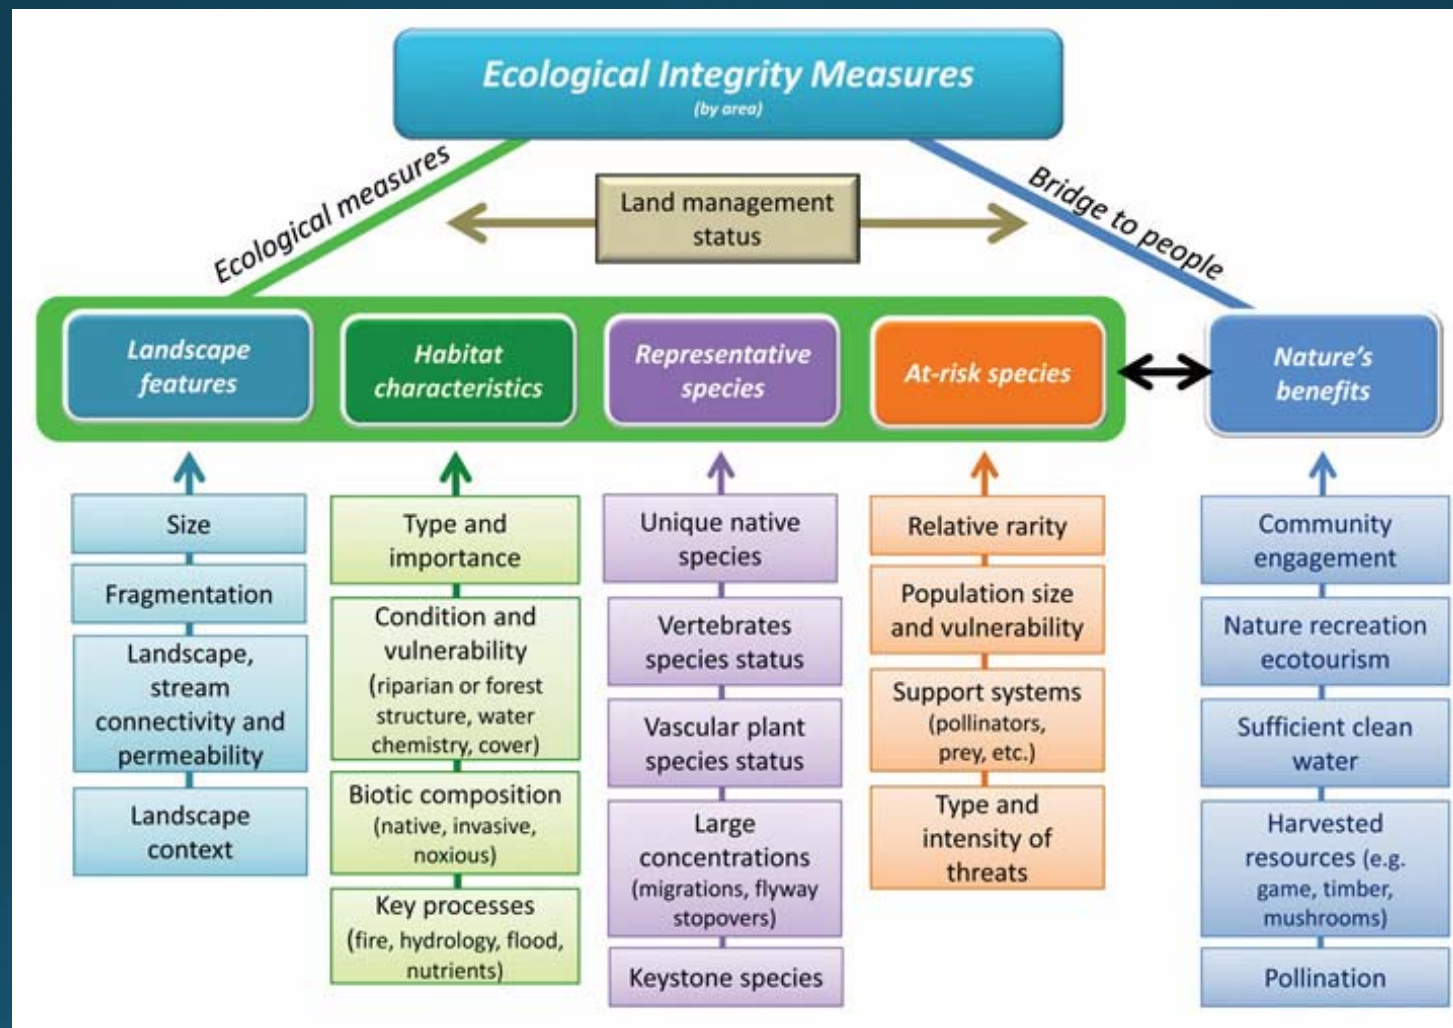 Ecological Integrity Measures
(by area)
Ecological measures
Land management
status
Bridge to people
Landscape
features
Habitat
characteristics
Representative
species
At-risk species
Nature's
benefits
Size
Fragmentation
Landscape,
stream
connectivity and
permeability
Landscape
context
Type and
importance
Condition and
vulnerability
(riparian or forest
structure, water
chemistry, cover)
Biotic composition
(native, invasive,
noxious)
Key processes
(fire, hydrology, flood,
nutrients)
Unique native
species
Vertebrates
species status
Vascular plant
species status
Large
concentrations
(migrations, flyway
stopovers)
Keystone species
Relative rarity
Population size
and vulnerability
Support systems
(pollinators,
prey, etc.)
Type and
intensity of
threats
Community
engagement
Nature recreation
ecotourism
Sufficient clean
water
Harvested
resources (e.g.
game, timber,
mushrooms)
Pollination